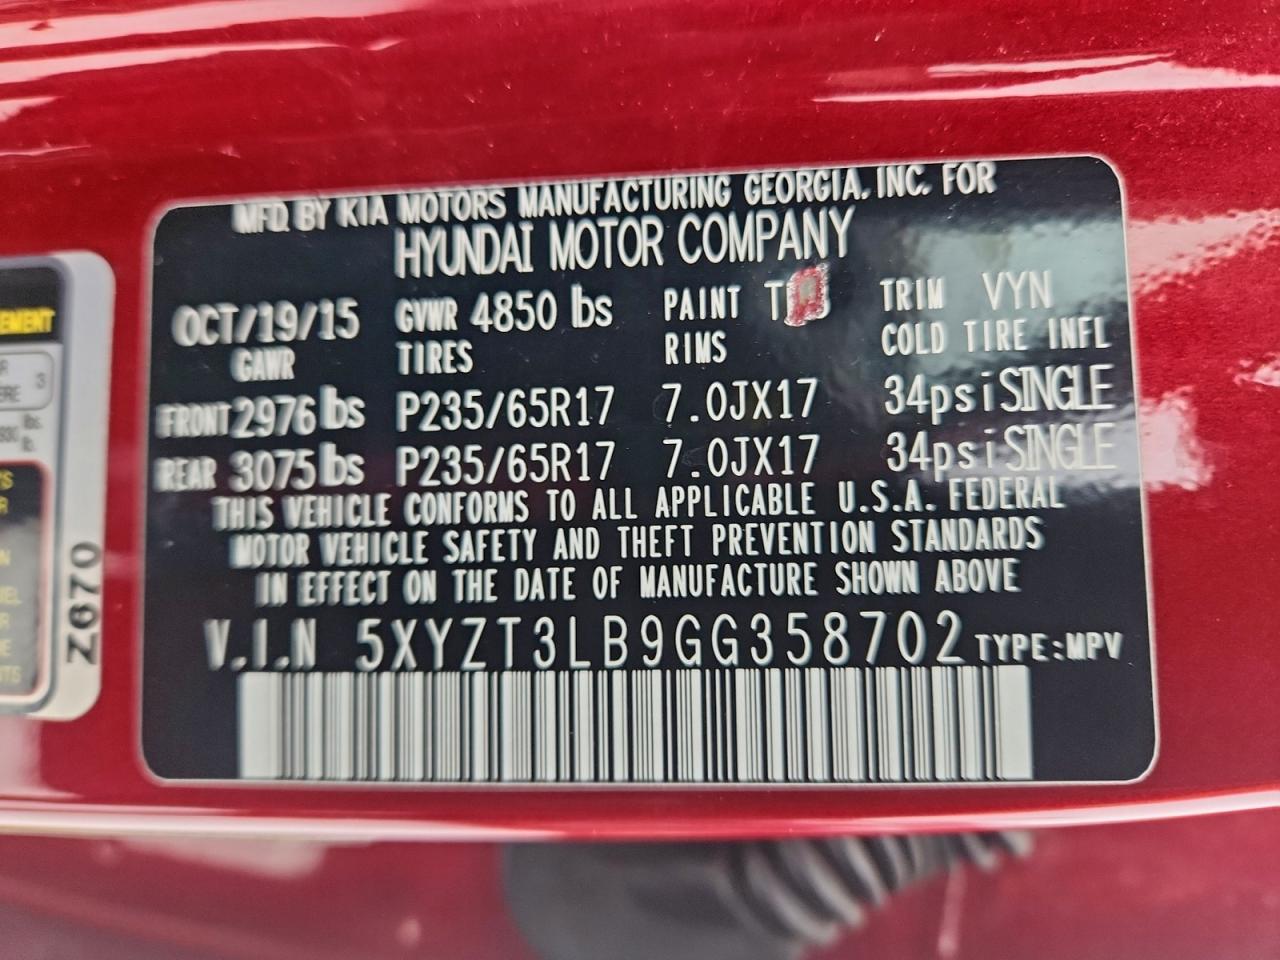 MFD. BY KIA MOTORS MANUFACTURING GEORGIA, INC. FOR
HYUNDAI MOTOR COMPANY
OCT/19/15 GVWR 4850 lbs PAINT TRIM VYN
GAWR TIRES RIMS COLD TIRE INFL
FRONT 2976 lbs P235/65R17 7.0JX17 34psi SINGLE
REAR 3075 lbs P235/65R17 7.0JX17 34psi SINGLE
THIS VEHICLE CONFORMS TO ALL APPLICABLE U.S.A. FEDERAL
MOTOR VEHICLE SAFETY AND THEFT PREVENTION STANDARDS
IN EFFECT ON THE DATE OF MANUFACTURE SHOWN ABOVE
V.I.N 5XYZT3LB9GG358702 TYPE:MPV
Z670